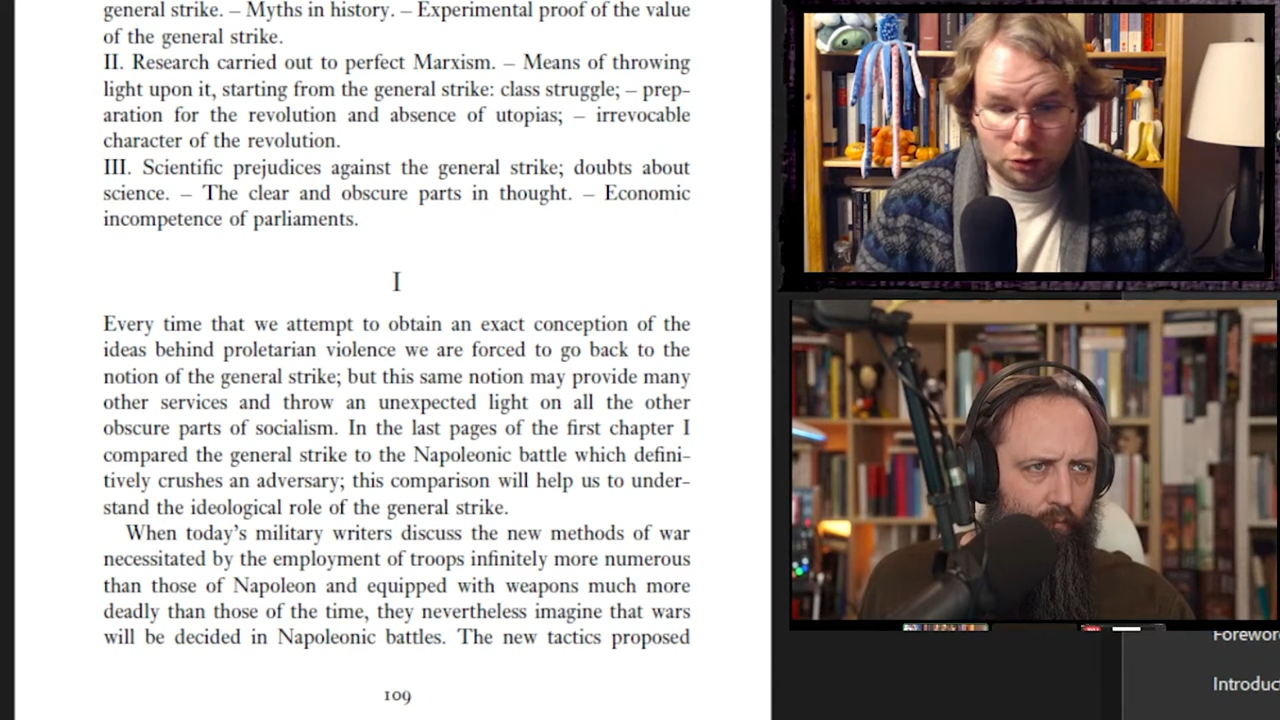 general strike. – Myths in history. – Experimental proof of the value
of the general strike.
II. Research carried out to perfect Marxism. – Means of throwing
light upon it, starting from the general strike: class struggle; – prep-
aration for the revolution and absence of utopias; – irrevocable
character of the revolution.
III. Scientific prejudices against the general strike; doubts about
science. – The clear and obscure parts in thought. – Economic
incompetence of parliaments.
I
Every time that we attempt to obtain an exact conception of the
ideas behind proletarian violence we are forced to go back to the
notion of the general strike; but this same notion may provide many
other services and throw an unexpected light on all the other
obscure parts of socialism. In the last pages of the first chapter I
compared the general strike to the Napoleonic battle which defini-
tively crushes an adversary; this comparison will help us to under-
stand the ideological role of the general strike.
When today's military writers discuss the new methods of war
necessitated by the employment of troops infinitely more numerous
than those of Napoleon and equipped with weapons much more
deadly than those of the time, they nevertheless imagine that wars
will be decided in Napoleonic battles. The new tactics proposed
109
Forewor
Introduc